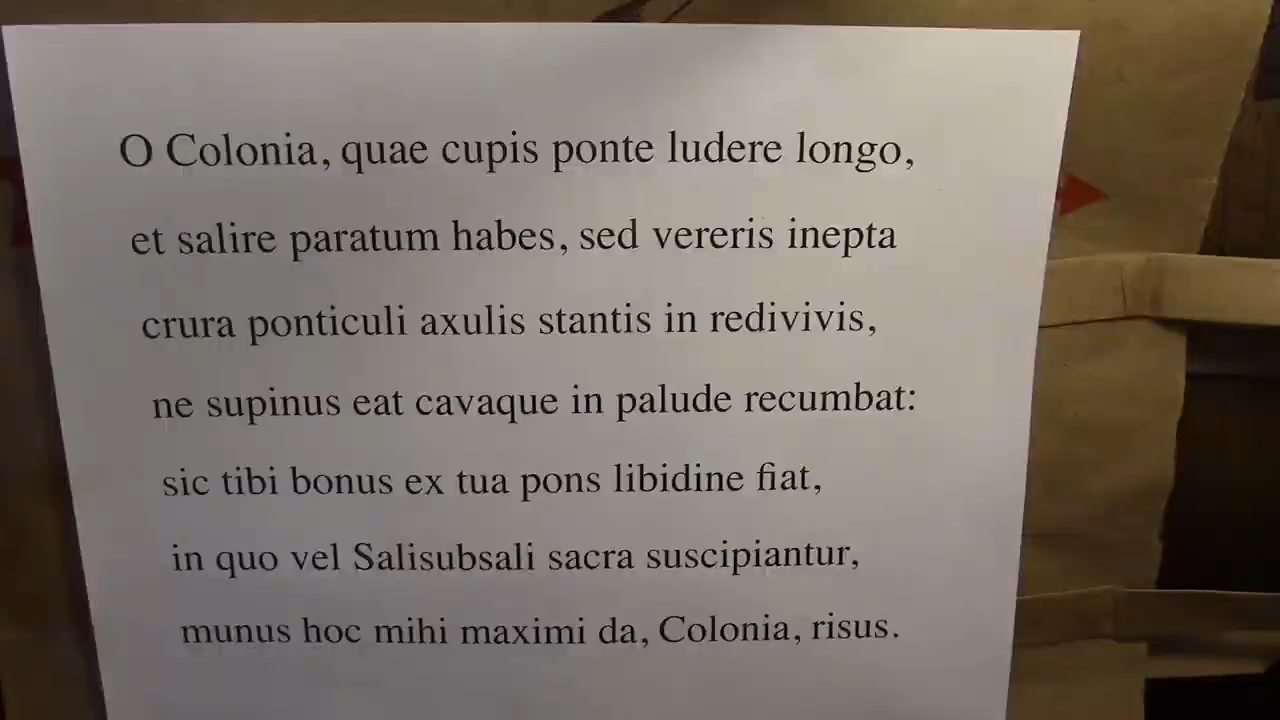 O Colonia, quae cupis ponte ludere longo,
et salire paratum habes, sed vereris inepta
crura ponticuli axulis stantis in redivivis,
ne supinus eat cavaque in palude recumbat:
sic tibi bonus ex tua pons libidine fiat,
in quo vel Salisubsali sacra suscipiantur,
munus hoc mihi maximi da, Colonia, risus.